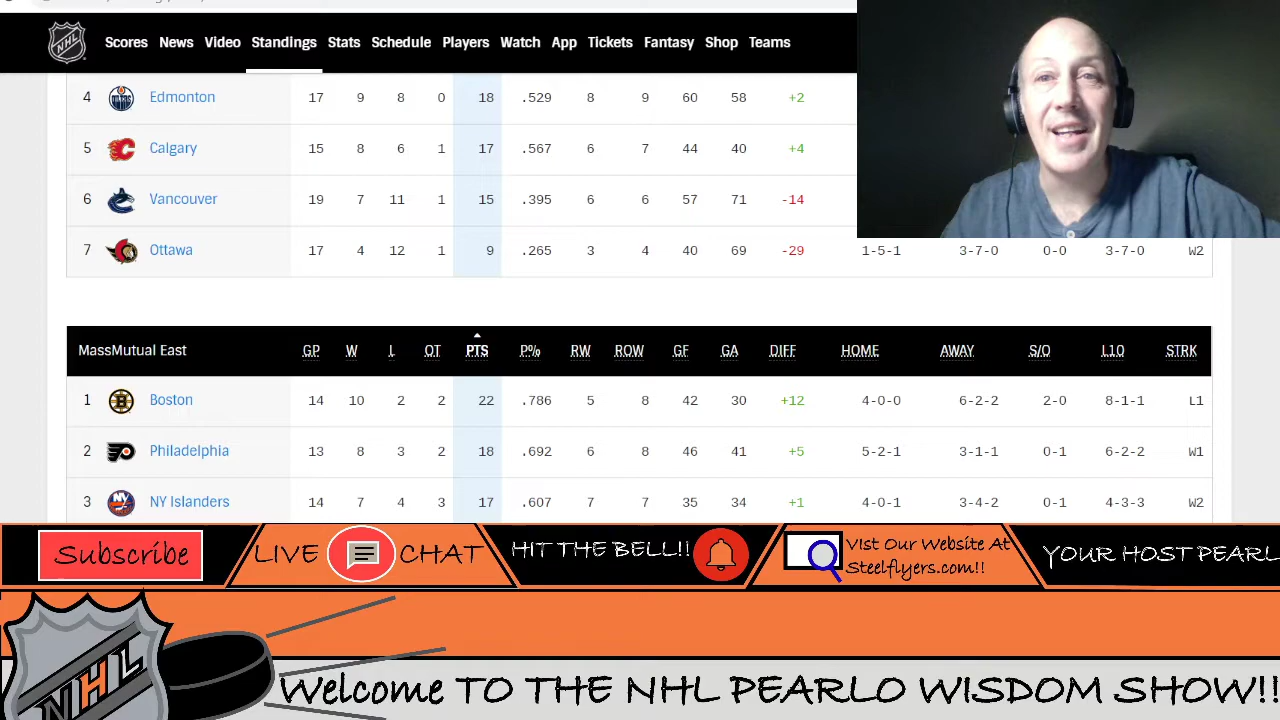 NHL Scores News Video Standings Stats Schedule Players Watch App Tickets Fantasy Shop Teams
4 Edmonton 17 9 8 0 18 .529 8 9 60 58 +2
5 Calgary 15 8 6 1 17 .567 6 7 44 40 +4
6 Vancouver 19 7 11 1 15 .395 6 6 57 71 -14
7 Ottawa 17 4 12 1 9 .265 3 4 40 69 -29 1-5-1 3-7-0 0-0 3-7-0 W2
MassMutual East GP W L OT PTS P% RW ROW GF GA DIFF HOME AWAY S/O L10 STRK
1 Boston 14 10 2 2 22 .786 5 8 42 30 +12 4-0-0 6-2-2 2-0 8-1-1 L1
2 Philadelphia 13 8 3 2 18 .692 6 8 46 41 +5 5-2-1 3-1-1 0-1 6-2-2 W1
3 NY Islanders 14 7 4 3 17 .607 7 7 35 34 +1 4-0-1 3-4-2 0-1 4-3-3 W2
Subscribe LIVE CHAT HIT THE BELL!! VIst Our Website At
Steelflyers.com!!
YOUR HOST PEARL
NHL
Welcome TO THE NHL PEARLO WISDOM SHOW!!